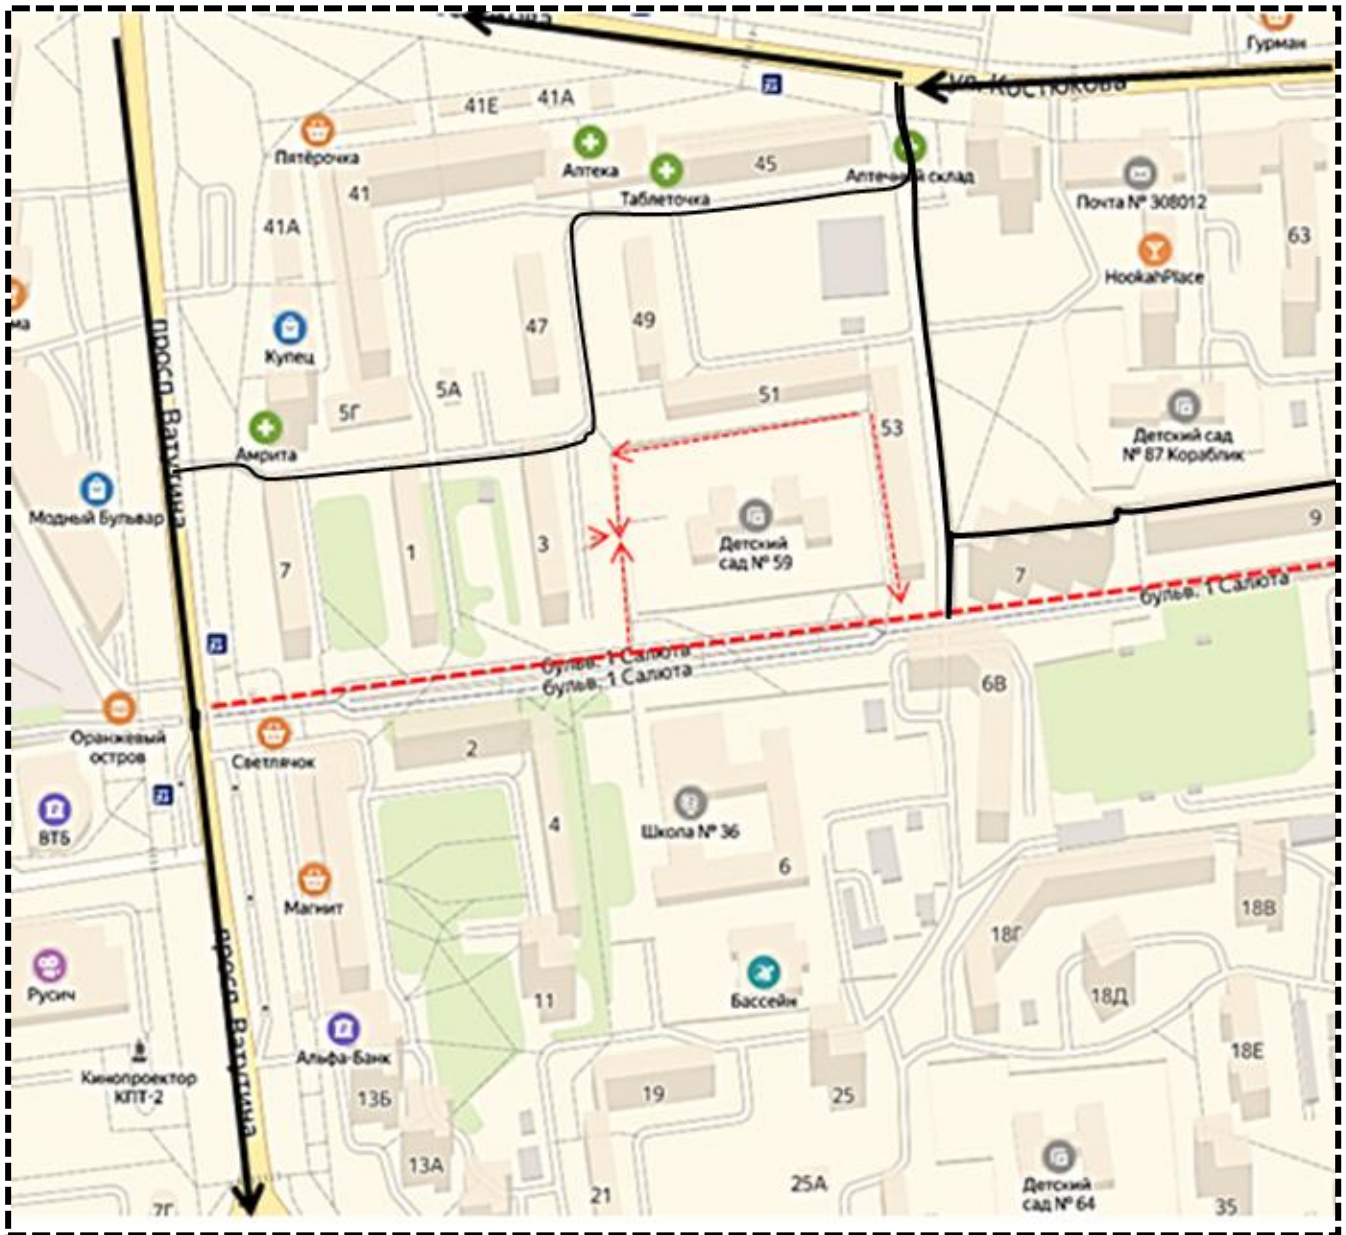 Гурман
ул. Костюкова
41Е
41А
Пятёрочка
Аптека
45
Аптечный склад
Таблеточка
41
Почта № 308012
41А
63
HookahPlace
ма
47
49
Купец
просп. Ватутина
5А
51
5Г
53
Амрита
Детский сад
№ 87 Кораблик
Модный Бульвар
9
7
1
3
Детский
сад № 59
7
бульв. 1 Салюта
бульв. 1 Салюта
бульв. 1 Салюта
6В
Оранжевый
остров
Светлячок
2
ВТБ
4
Школа № 36
6
Магнит
18В
18Г
Русич
11
Бассейн
18Д
просп. Ватутина
Альфа-Банк
18Е
Кинопроектор
КПТ-2
13Б
19
25
13А
25А
Детский
сад № 64
21
35
7Г